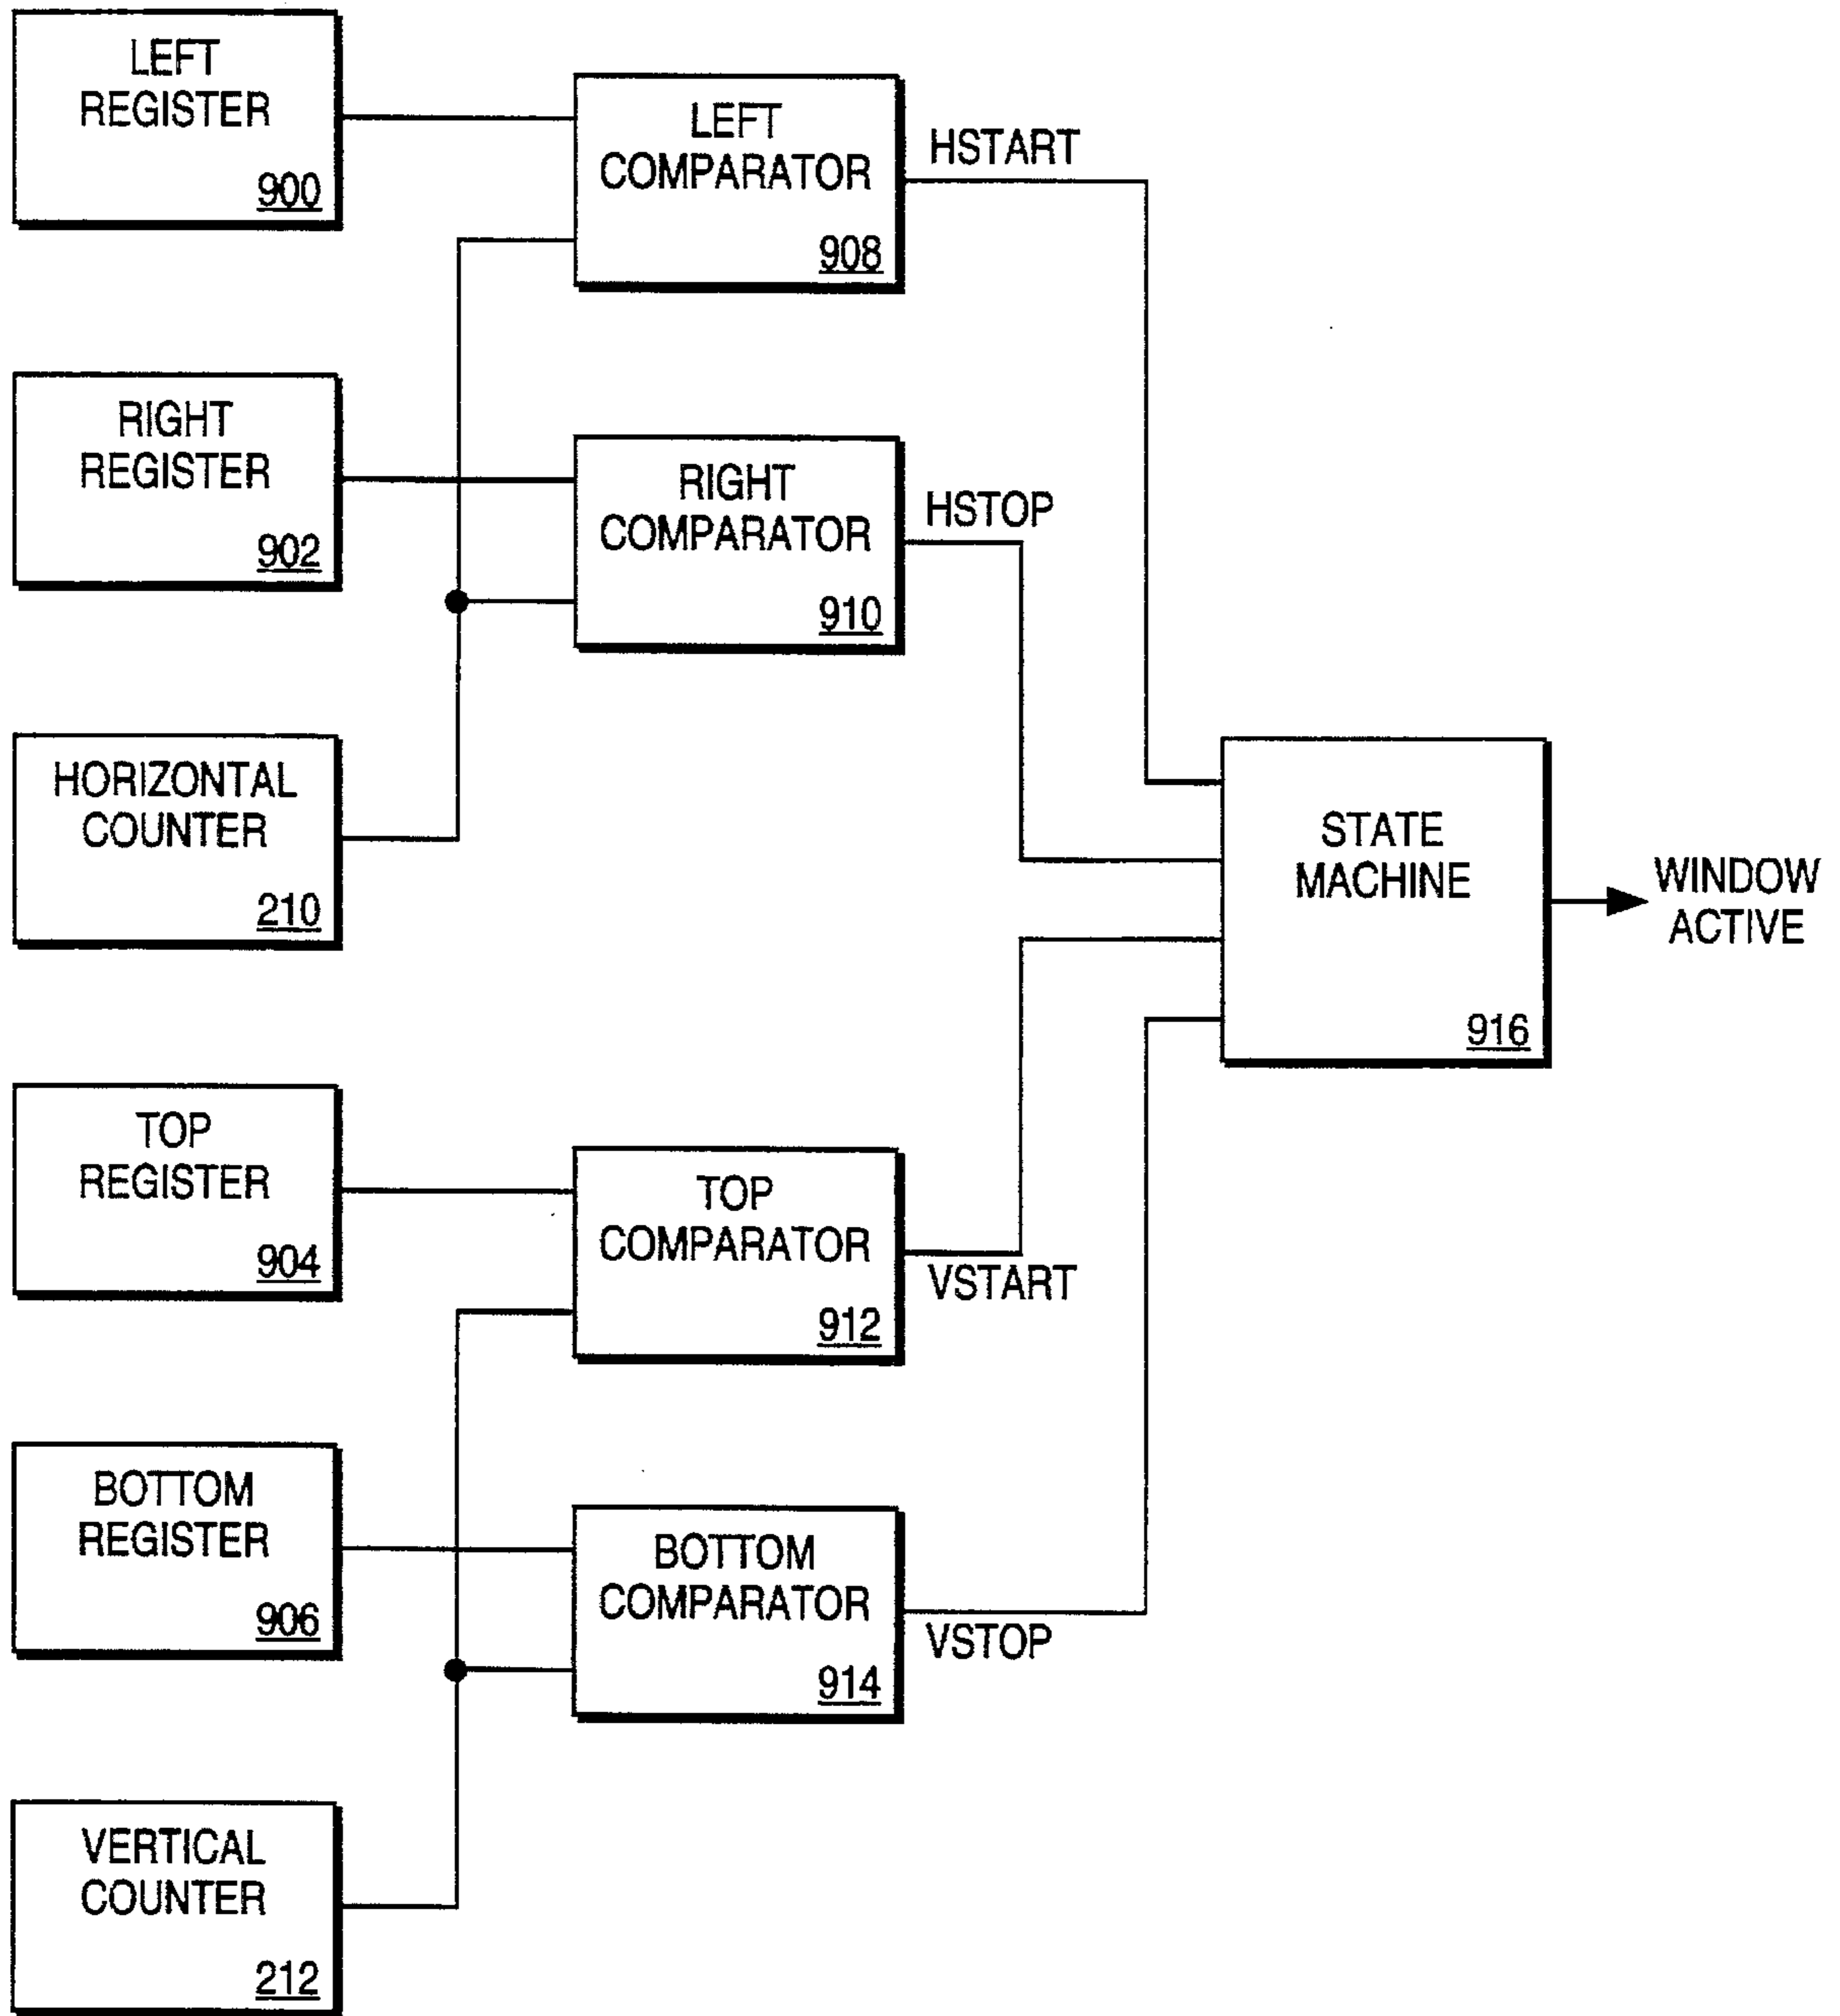 LEFT
REGISTER
900
LEFT
COMPARATOR
908
HSTART
RIGHT
REGISTER
902
RIGHT
COMPARATOR
910
HSTOP
HORIZONTAL
COUNTER
210
STATE
MACHINE
916
WINDOW
ACTIVE
TOP
REGISTER
904
TOP
COMPARATOR
912
VSTART
BOTTOM
REGISTER
906
BOTTOM
COMPARATOR
914
VSTOP
VERTICAL
COUNTER
212